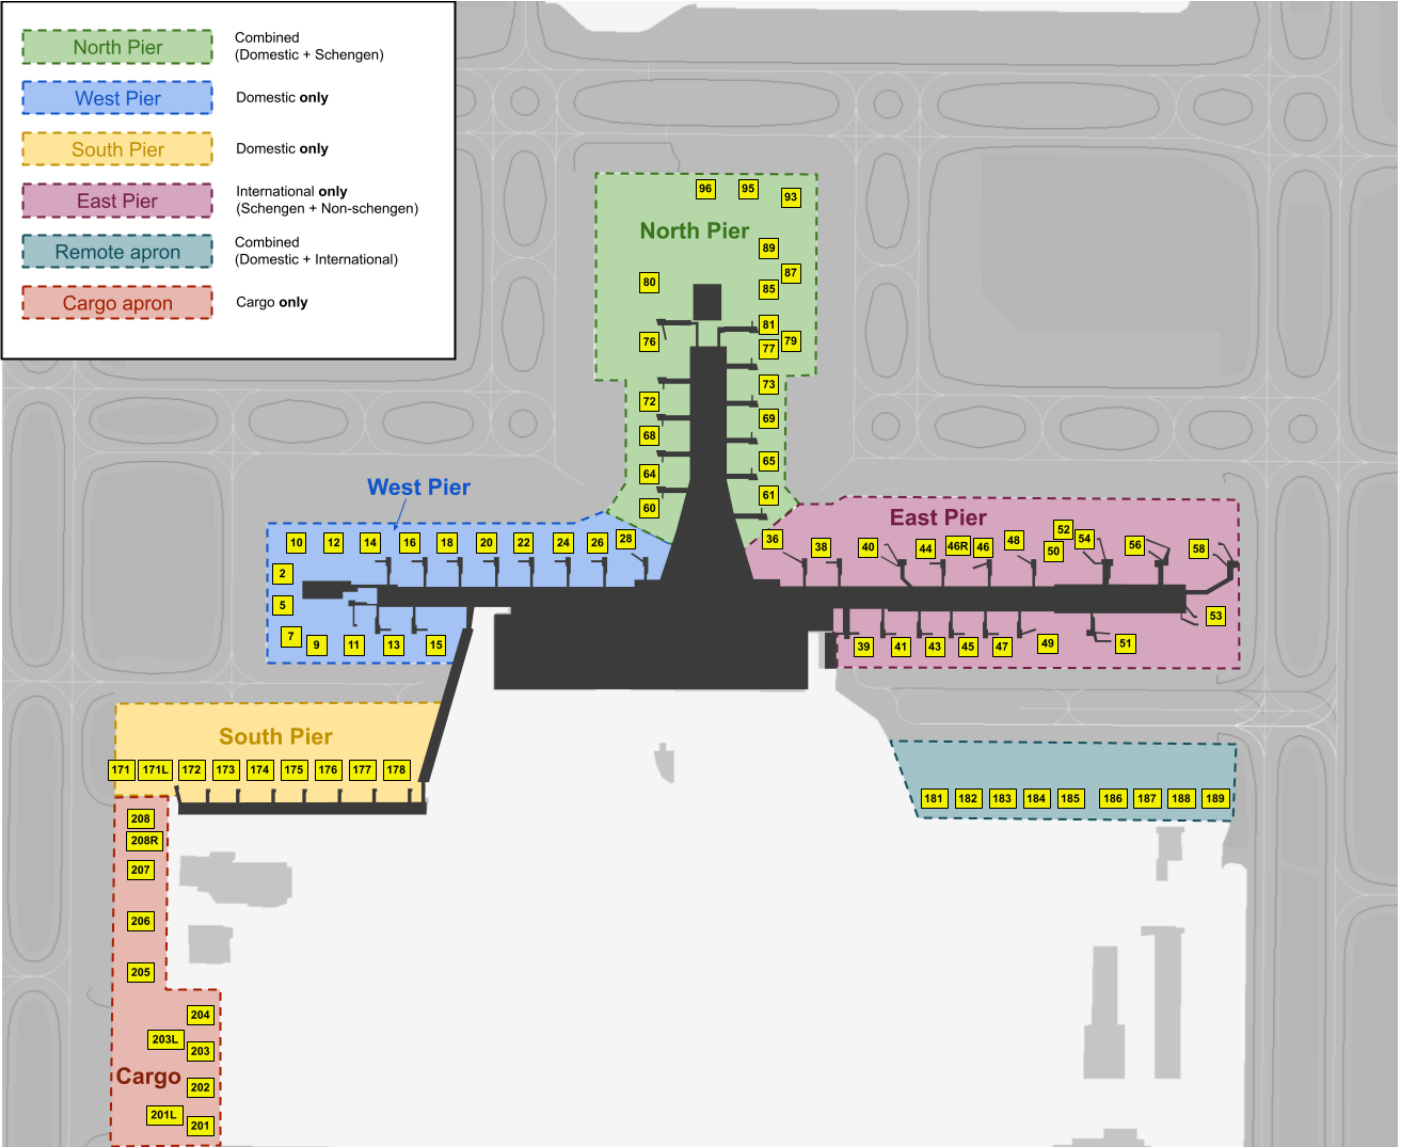 North Pier
Combined
(Domestic + Schengen)
West Pier
Domestic only
South Pier
Domestic only
East Pier
International only
(Schengen + Non-schengen)
Remote apron
Combined
(Domestic + International)
Cargo apron
Cargo only
96 95 93
North Pier
89
87
80
85
81
76 79
77
73
72
69
68
65
64
61
60
West Pier
10 12 14 16 18 20 22 24 26 28
2
5
7 9 11 13 15
East Pier
36 38 40 44 46R 46 48 50 52 54 56 58
53
39 41 43 45 47 49 51
South Pier
171 171L 172 173 174 175 176 177 178
181 182 183 184 185 186 187 188 189
208
208R
207
206
205
204
203L
203
Cargo
202
201L
201